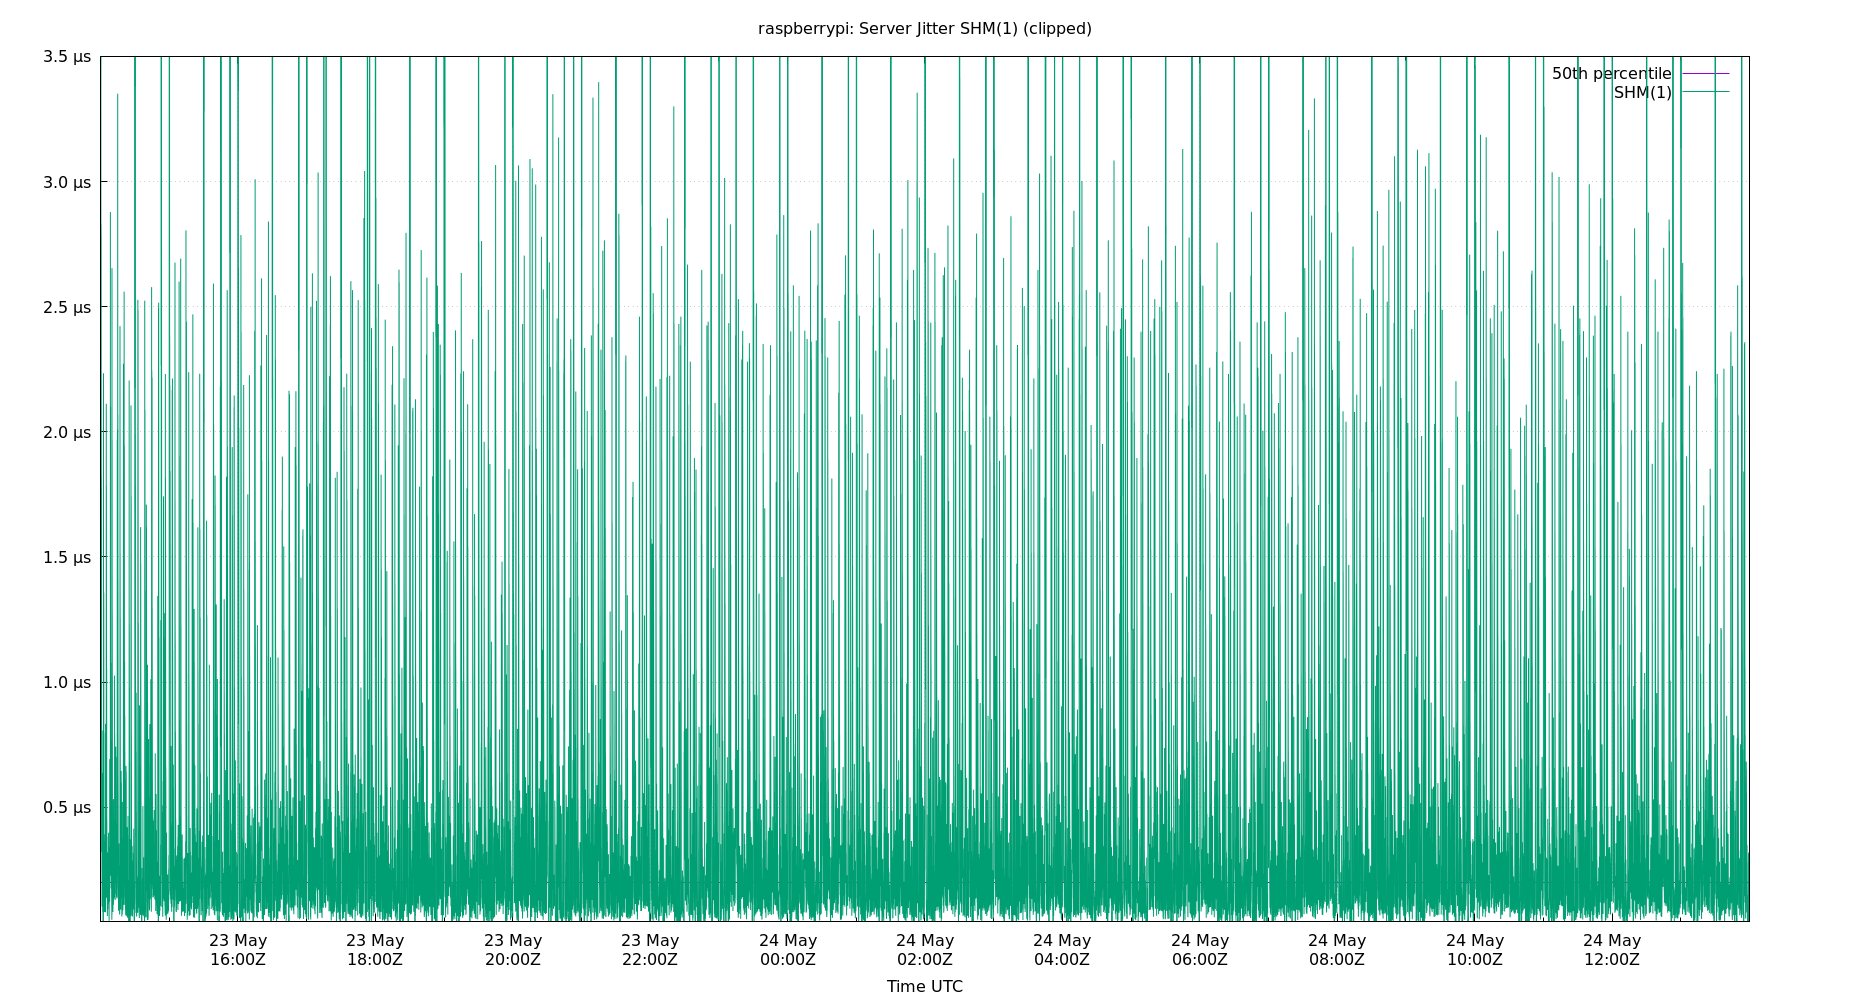 raspberrypi: Server Jitter SHM(1) (clipped)
3.5 µs
3.0 µs
2.5 µs
2.0 µs
1.5 µs
1.0 µs
0.5 µs
50th percentile
SHM(1)
23 May 23 May 23 May 23 May 24 May 24 May 24 May 24 May 24 May 24 May 24 May
16:00Z 18:00Z 20:00Z 22:00Z 00:00Z 02:00Z 04:00Z 06:00Z 08:00Z 10:00Z 12:00Z
Time UTC